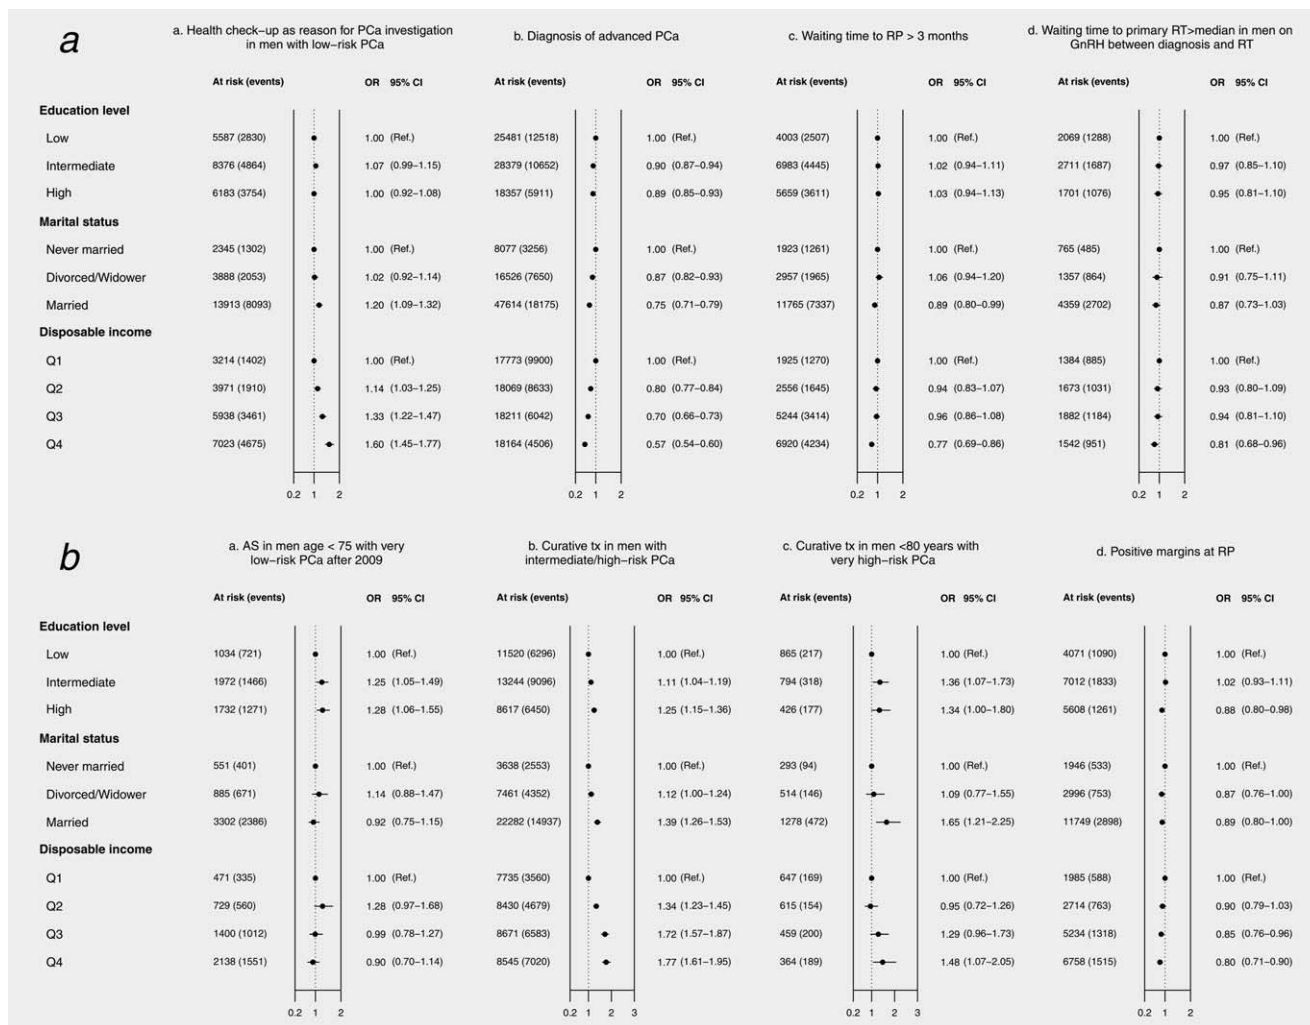 a
a. Health check−up as reason for PCa investigation
in men with low−risk PCa
b. Diagnosis of advanced PCa
c. Waiting time to RP > 3 months
d. Waiting time to primary RT>median in men on
GnRH between diagnosis and RT
At risk (events) OR 95% CI At risk (events) OR 95% CI At risk (events) OR 95% CI At risk (events) OR 95% CI
Education level
Low 5587 (2830) 1.00 (Ref.) 25481 (12518) 1.00 (Ref.) 4003 (2507) 1.00 (Ref.) 2069 (1288) 1.00 (Ref.)
Intermediate 8376 (4864) 1.07 (0.99−1.15) 28379 (10652) 0.90 (0.87−0.94) 6983 (4445) 1.02 (0.94−1.11) 2711 (1687) 0.97 (0.85−1.10)
High 6183 (3754) 1.00 (0.92−1.08) 18357 (5911) 0.89 (0.85−0.93) 5659 (3611) 1.03 (0.94−1.13) 1701 (1076) 0.95 (0.81−1.10)
Marital status
Never married 2345 (1302) 1.00 (Ref.) 8077 (3256) 1.00 (Ref.) 1923 (1261) 1.00 (Ref.) 765 (485) 1.00 (Ref.)
Divorced/Widower 3888 (2053) 1.02 (0.92−1.14) 16526 (7650) 0.87 (0.82−0.93) 2957 (1965) 1.06 (0.94−1.20) 1357 (864) 0.91 (0.75−1.11)
Married 13913 (8093) 1.20 (1.09−1.32) 47614 (18175) 0.75 (0.71−0.79) 11765 (7337) 0.89 (0.80−0.99) 4359 (2702) 0.87 (0.73−1.03)
Disposable income
Q1 3214 (1402) 1.00 (Ref.) 17773 (9900) 1.00 (Ref.) 1925 (1270) 1.00 (Ref.) 1384 (885) 1.00 (Ref.)
Q2 3971 (1910) 1.14 (1.03−1.25) 18069 (8633) 0.80 (0.77−0.84) 2556 (1645) 0.94 (0.83−1.07) 1673 (1031) 0.93 (0.80−1.09)
Q3 5938 (3461) 1.33 (1.22−1.47) 18211 (6042) 0.70 (0.66−0.73) 5244 (3414) 0.96 (0.86−1.08) 1882 (1184) 0.94 (0.81−1.10)
Q4 7023 (4675) 1.60 (1.45−1.77) 18164 (4506) 0.57 (0.54−0.60) 6920 (4234) 0.77 (0.69−0.86) 1542 (951) 0.81 (0.68−0.96)
0.2 1 2 0.2 1 2 0.2 1 2 0.2 1 2
b
a. AS in men age < 75 with very
low−risk PCa after 2009
b. Curative tx in men with
intermediate/high−risk PCa
c. Curative tx in men <80 years with
very high−risk PCa
d. Positive margins at RP
At risk (events) OR 95% CI At risk (events) OR 95% CI At risk (events) OR 95% CI At risk (events) OR 95% CI
Education level
Low 1034 (721) 1.00 (Ref.) 11520 (6296) 1.00 (Ref.) 865 (217) 1.00 (Ref.) 4071 (1090) 1.00 (Ref.)
Intermediate 1972 (1466) 1.25 (1.05−1.49) 13244 (9096) 1.11 (1.04−1.19) 794 (318) 1.36 (1.07−1.73) 7012 (1833) 1.02 (0.93−1.11)
High 1732 (1271) 1.28 (1.06−1.55) 8617 (6450) 1.25 (1.15−1.36) 426 (177) 1.34 (1.00−1.80) 5608 (1261) 0.88 (0.80−0.98)
Marital status
Never married 551 (401) 1.00 (Ref.) 3638 (2553) 1.00 (Ref.) 293 (94) 1.00 (Ref.) 1946 (533) 1.00 (Ref.)
Divorced/Widower 885 (671) 1.14 (0.88−1.47) 7461 (4352) 1.12 (1.00−1.24) 514 (146) 1.09 (0.77−1.55) 2996 (753) 0.87 (0.76−1.00)
Married 3302 (2386) 0.92 (0.75−1.15) 22282 (14937) 1.39 (1.26−1.53) 1278 (472) 1.65 (1.21−2.25) 11749 (2898) 0.89 (0.80−1.00)
Disposable income
Q1 471 (335) 1.00 (Ref.) 7735 (3560) 1.00 (Ref.) 647 (169) 1.00 (Ref.) 1985 (588) 1.00 (Ref.)
Q2 729 (560) 1.28 (0.97−1.68) 8430 (4679) 1.34 (1.23−1.45) 615 (154) 0.95 (0.72−1.26) 2714 (763) 0.90 (0.79−1.03)
Q3 1400 (1012) 0.99 (0.78−1.27) 8671 (6583) 1.72 (1.57−1.87) 459 (200) 1.29 (0.96−1.73) 5234 (1318) 0.85 (0.76−0.96)
Q4 2138 (1551) 0.90 (0.70−1.14) 8545 (7020) 1.77 (1.61−1.95) 364 (189) 1.48 (1.07−2.05) 6758 (1515) 0.80 (0.71−0.90)
0.2 1 2 0.2 1 2 3 0.2 1 2 3 0.2 1 2